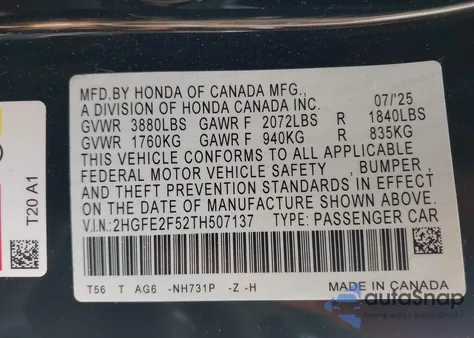 MFD.BY HONDA OF CANADA MFG.,
A DIVISION OF HONDA CANADA INC. 07/'25
GVWR 3880LBS GAWR F 2072LBS R 1840LBS
GVWR 1760KG GAWR F 940KG R 835KG
THIS VEHICLE CONFORMS TO ALL APPLICABLE
FEDERAL MOTOR VEHICLE SAFETY , BUMPER ,
AND THEFT PREVENTION STANDARDS IN EFFECT
ON THE DATE OF MANUFACTURE SHOWN ABOVE.
V.I.N.: 2HGFE2F52TH507137 TYPE: PASSENGER CAR
T56 T AG6 -NH731P -Z -H MADE IN CANADA
T20 A1
autoSnap